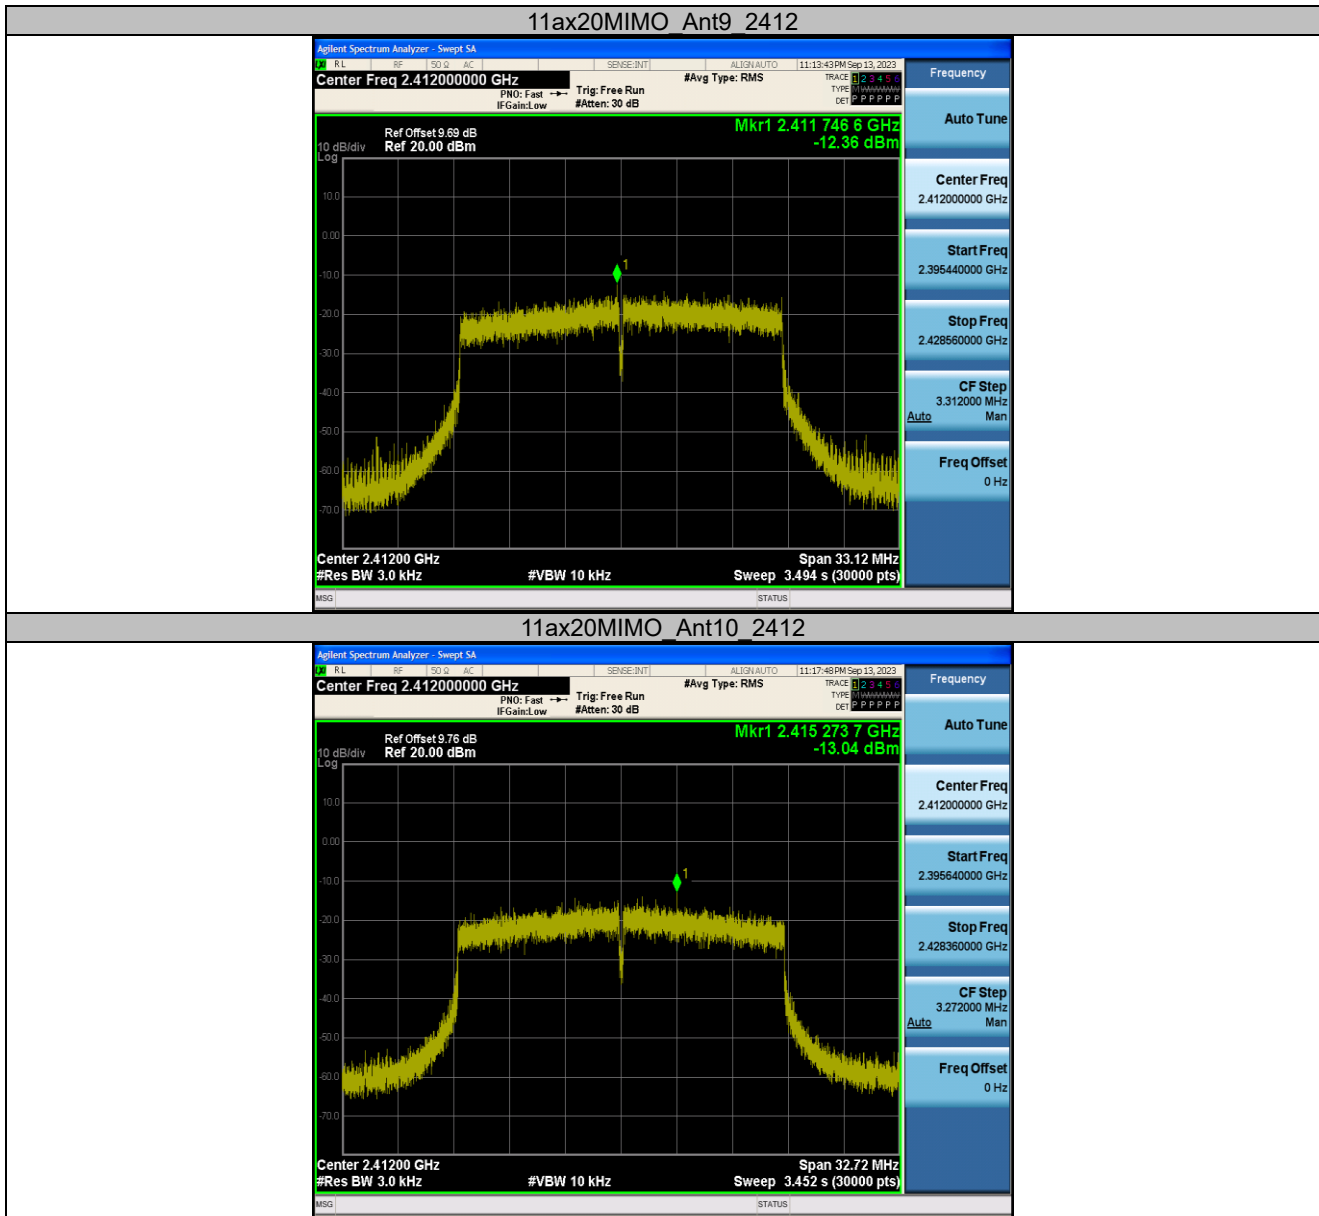 11ax20MIMO_Ant9_2412
Agilent Spectrum Analyzer - Swept SA
RL RF 50 Ω AC SENSE:INT ALIGN AUTO 11:13:43 PM Sep 13, 2023
Center Freq 2.412000000 GHz #Avg Type: RMS TRACE 1 2 3 4 5 6
PNO: Fast Trig: Free Run TYPE M WWWWW
IFGain:Low #Atten: 30 dB DET P P P P P P
Frequency
Auto Tune
Mkr1 2.411 746 6 GHz
Ref Offset 9.69 dB
-12.36 dBm
10 dB/div Ref 20.00 dBm
Log
10.0
0.00
-10.0
-20.0
-30.0
-40.0
-50.0
-60.0
-70.0
1
Center Freq
2.412000000 GHz
Start Freq
2.395440000 GHz
Stop Freq
2.428560000 GHz
CF Step
3.312000 MHz
Auto Man
Freq Offset
0 Hz
Center 2.41200 GHz Span 33.12 MHz
#Res BW 3.0 kHz #VBW 10 kHz Sweep 3.494 s (30000 pts)
MSG STATUS
11ax20MIMO_Ant10_2412
Agilent Spectrum Analyzer - Swept SA
RL RF 50 Ω AC SENSE:INT ALIGN AUTO 11:17:48 PM Sep 13, 2023
Center Freq 2.412000000 GHz #Avg Type: RMS TRACE 1 2 3 4 5 6
PNO: Fast Trig: Free Run TYPE M WWWWW
IFGain:Low #Atten: 30 dB DET P P P P P P
Frequency
Auto Tune
Mkr1 2.415 273 7 GHz
Ref Offset 9.76 dB
-13.04 dBm
10 dB/div Ref 20.00 dBm
Log
10.0
0.00
-10.0
-20.0
-30.0
-40.0
-50.0
-60.0
-70.0
1
Center Freq
2.412000000 GHz
Start Freq
2.395640000 GHz
Stop Freq
2.428360000 GHz
CF Step
3.272000 MHz
Auto Man
Freq Offset
0 Hz
Center 2.41200 GHz Span 32.72 MHz
#Res BW 3.0 kHz #VBW 10 kHz Sweep 3.452 s (30000 pts)
MSG STATUS